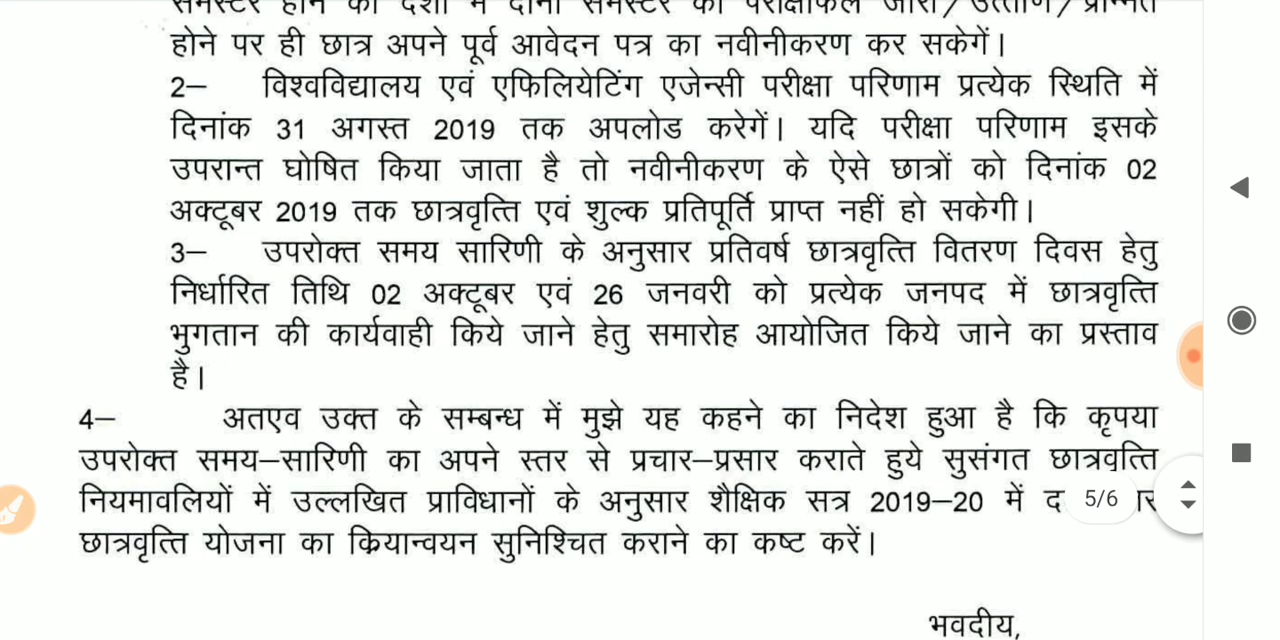 होने पर ही छात्र अपने पूर्व आवेदन पत्र का नवीनीकरण कर सकेगें।
2– विश्वविद्यालय एवं एफिलियेटिंग एजेन्सी परीक्षा परिणाम प्रत्येक स्थिति में
दिनांक 31 अगस्त 2019 तक अपलोड करेगें। यदि परीक्षा परिणाम इसके
उपरान्त घोषित किया जाता है तो नवीनीकरण के ऐसे छात्रों को दिनांक 02
अक्टूबर 2019 तक छात्रवृत्ति एवं शुल्क प्रतिपूर्ति प्राप्त नहीं हो सकेगी।
3– उपरोक्त समय सारिणी के अनुसार प्रतिवर्ष छात्रवृत्ति वितरण दिवस हेतु
निर्धारित तिथि 02 अक्टूबर एवं 26 जनवरी को प्रत्येक जनपद में छात्रवृत्ति
भुगतान की कार्यवाही किये जाने हेतु समारोह आयोजित किये जाने का प्रस्ताव
है।
4– अतएव उक्त के सम्बन्ध में मुझे यह कहने का निदेश हुआ है कि कृपया
उपरोक्त समय–सारिणी का अपने स्तर से प्रचार–प्रसार कराते हुये सुसंगत छात्रवृत्ति
नियमावलियों में उल्लखित प्राविधानों के अनुसार शैक्षिक सत्र 2019–20 में 5/6
छात्रवृत्ति योजना का क्रियान्वयन सुनिश्चित कराने का कष्ट करें।
भवदीय,